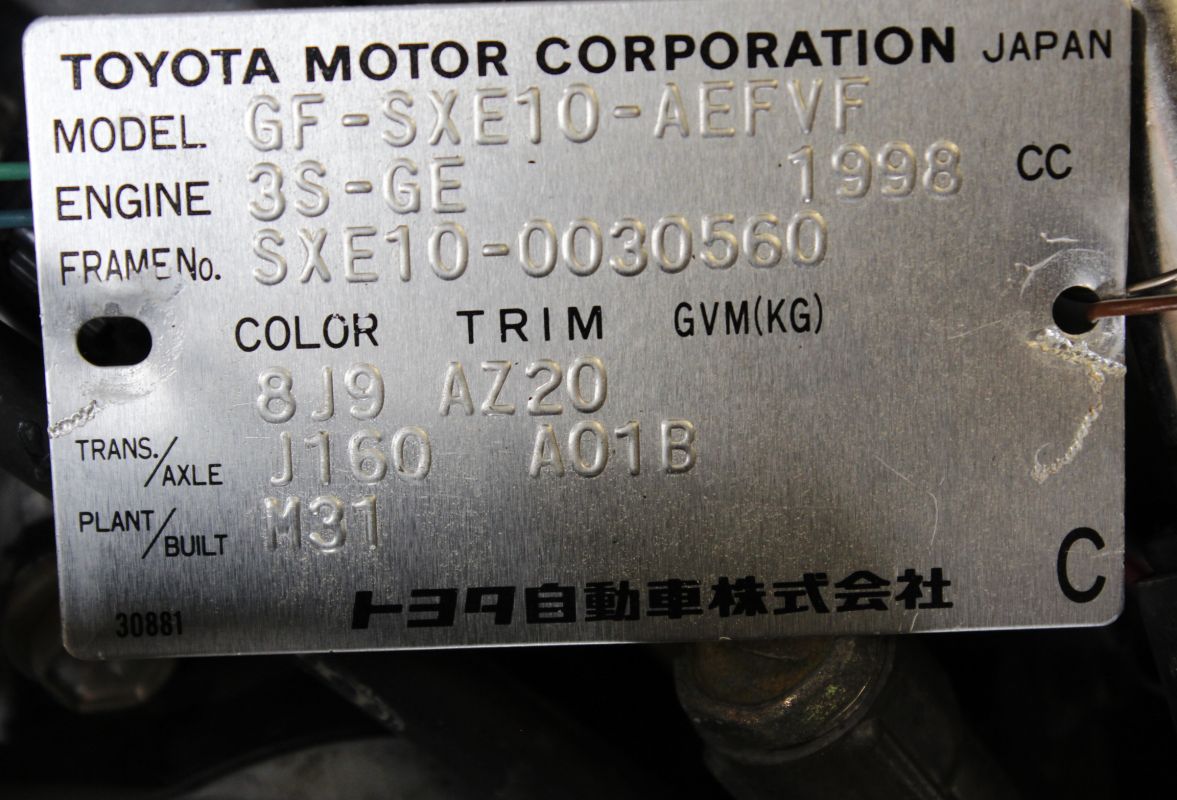 TOYOTA MOTOR CORPORATION JAPAN
MODEL GF-SXE10-AEFVF
ENGINE 3S-GE 1998 CC
FRAME No. SXE10-0030560
COLOR TRIM GVM(KG)
8J9 AZ20
TRANS./AXLE J160 A01B
PLANT/BUILT M31
C
30881 トヨタ自動車株式会社